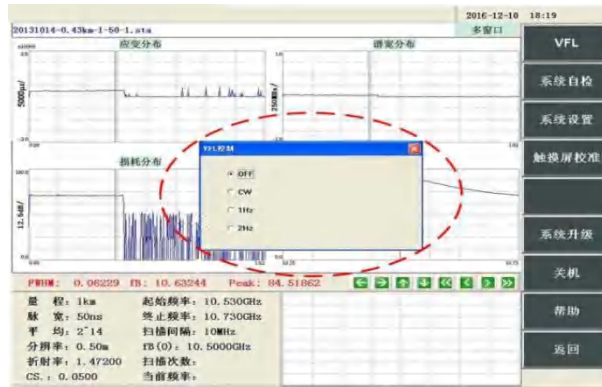 2016-12-10 18:19
20131014-0.43km-1-50-1.sta
多窗口
应变分布
谱宽分布
损耗分布
VFL控制
OFF
CW
1Hz
2Hz
FWHM: 0.06229 fB: 10.63244 Peak: 84.51862
量 程: 1km 起始频率: 10.530GHz
脉 宽: 50ns 终止频率: 10.730GHz
平 均: 2^14 扫描间隔: 10MHz
分辨率: 0.50m fB(0): 10.5000GHz
折射率: 1.47200 扫描次数:
CS.: 0.0500 当前频率:
VFL
系统自检
系统设置
触摸屏校准
系统升级
关机
帮助
返回